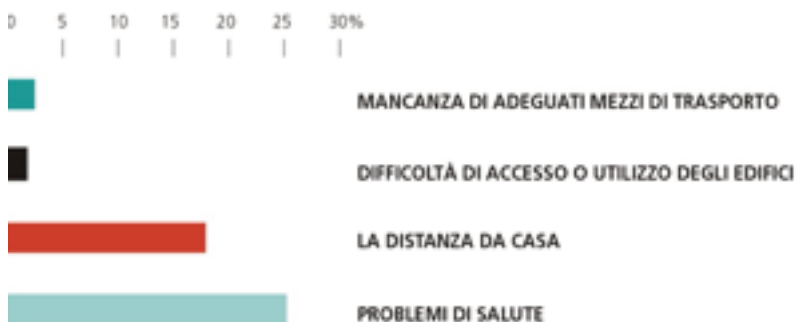 0 5 10 15 20 25 30%
MANCANZA DI ADEGUATI MEZZI DI TRASPORTO
DIFFICOLTÀ DI ACCESSO O UTILIZZO DEGLI EDIFICI
LA DISTANZA DA CASA
PROBLEMI DI SALUTE